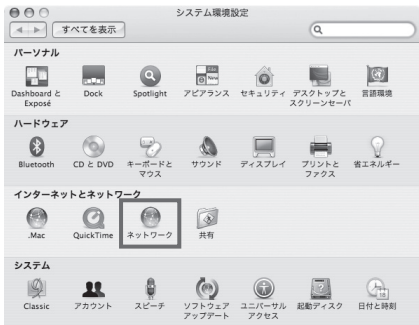 システム環境設定
すべてを表示
パーソナル
Dashboard と Exposé
Dock
Spotlight
アピアランス
セキュリティ
デスクトップと スクリーンセーバ
言語環境
ハードウェア
Bluetooth
CD と DVD
キーボードと マウス
サウンド
ディスプレイ
プリントと ファクス
省エネルギー
インターネットとネットワーク
.Mac
QuickTime
ネットワーク
共有
システム
Classic
アカウント
スピーチ
ソフトウェア アップデート
ユニバーサル アクセス
起動ディスク
日付と時刻